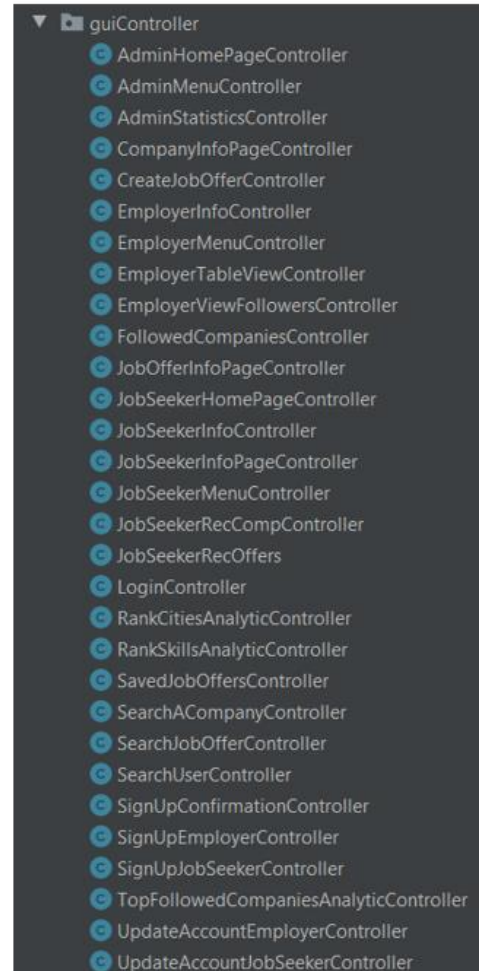 guiController
AdminHomePageController
AdminMenuController
AdminStatisticsController
CompanyInfoPageController
CreateJobOfferController
EmployerInfoController
EmployerMenuController
EmployerTableViewController
EmployerViewFollowersController
FollowedCompaniesController
JobOfferInfoPageController
JobSeekerHomePageController
JobSeekerInfoController
JobSeekerInfoPageController
JobSeekerMenuController
JobSeekerRecCompController
JobSeekerRecOffers
LoginController
RankCitiesAnalyticController
RankSkillsAnalyticController
SavedJobOffersController
SearchACompanyController
SearchJobOfferController
SearchUserController
SignUpConfirmationController
SignUpEmployerController
SignUpJobSeekerController
TopFollowedCompaniesAnalyticController
UpdateAccountEmployerController
UpdateAccountJobSeekerController